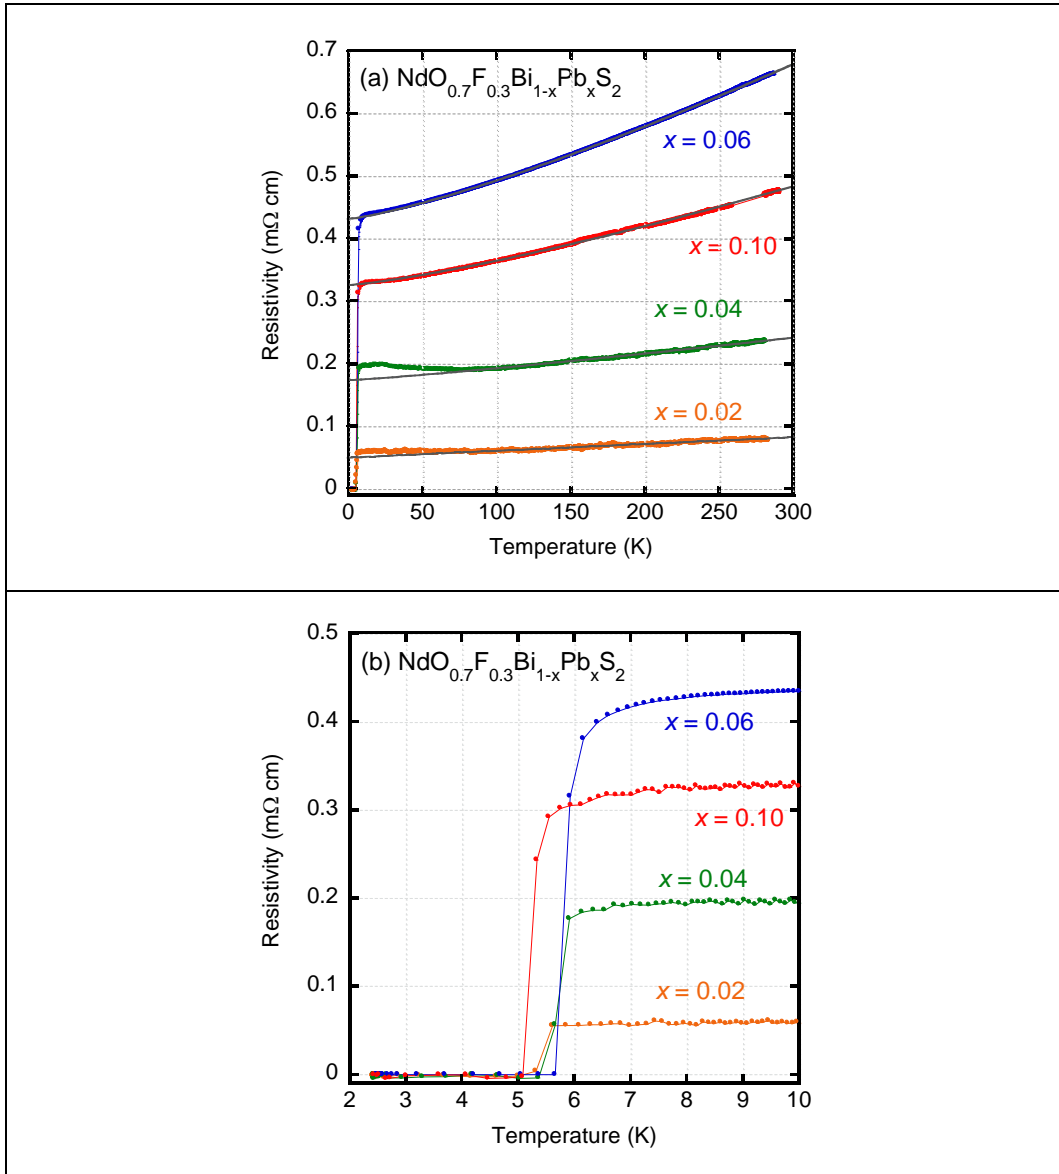 (a) NdO0.7F0.3Bi1-xPbxS2
0.7
0.6
0.5
0.4
0.3
0.2
0.1
0
Resistivity (mΩ cm)
x = 0.06
x = 0.10
x = 0.04
x = 0.02
0 50 100 150 200 250 300
Temperature (K)
(b) NdO0.7F0.3Bi1-xPbxS2
0.5
0.4
0.3
0.2
0.1
0
Resistivity (mΩ cm)
x = 0.06
x = 0.10
x = 0.04
x = 0.02
2 3 4 5 6 7 8 9 10
Temperature (K)